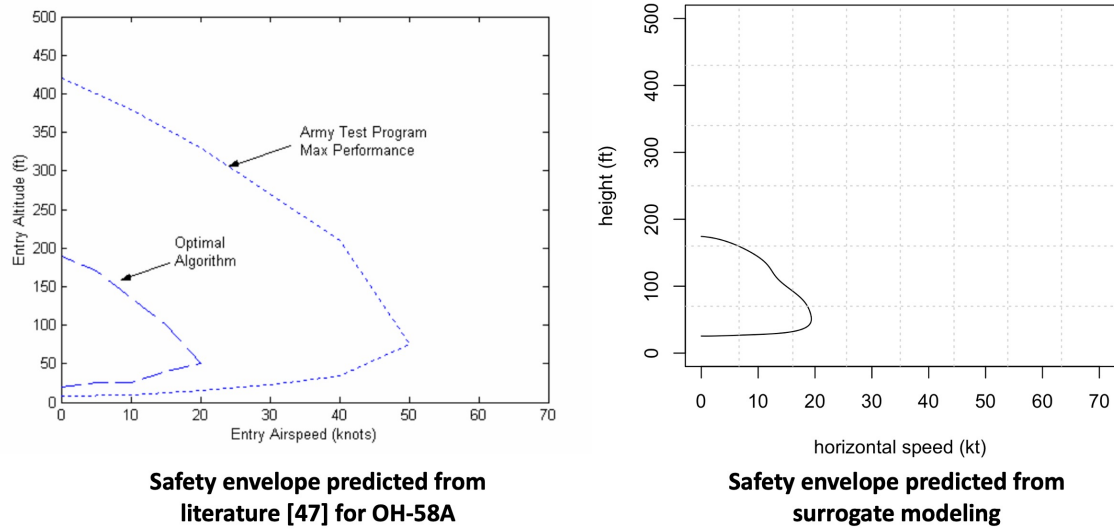 500
450
400
350
300
250
200
150
100
50
0
Entry Altitude (ft)
Army Test Program
Max Performance
Optimal
Algorithm
0 10 20 30 40 50 60 70
Entry Airspeed (knots)
Safety envelope predicted from
literature [47] for OH-58A
500
400
300
200
100
0
height (ft)
0 10 20 30 40 50 60 70
horizontal speed (kt)
Safety envelope predicted from
surrogate modeling